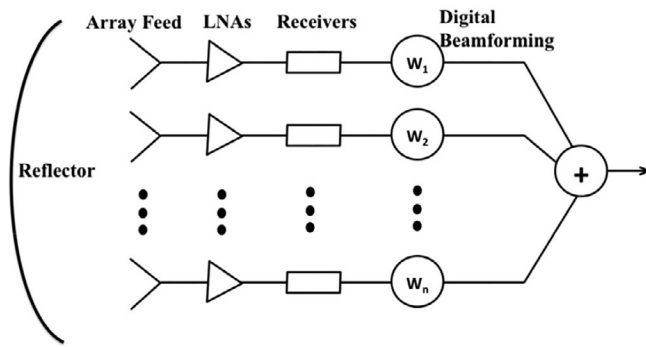 Array Feed LNAs Receivers Digital
Beamforming
W1
W2
Reflector
+
Wn